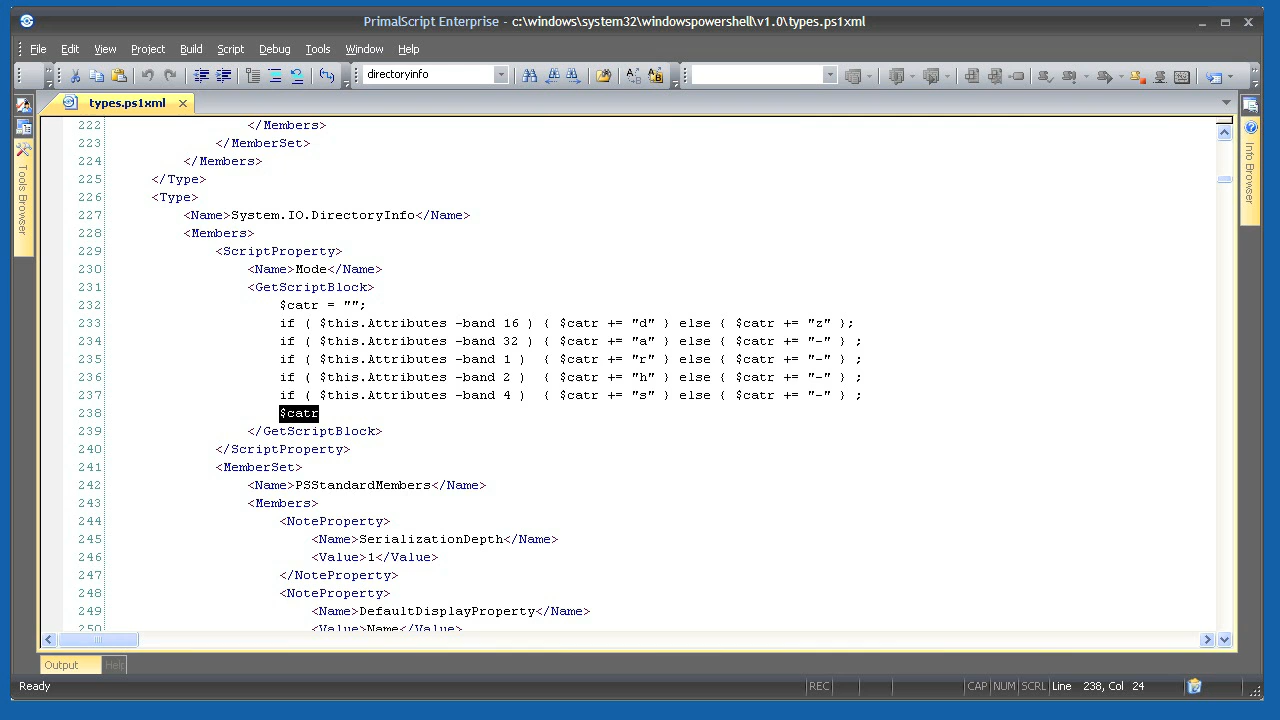 PrimalScript Enterprise - c:\windows\system32\windowspowershell\v1.0\types.ps1xml
File Edit View Project Build Script Debug Tools Window Help
directoryinfo
types.ps1xml
Tools Browser
Info Browser
222 </Members>
223 </MemberSet>
224 </Members>
225 </Type>
226 <Type>
227 <Name>System.IO.DirectoryInfo</Name>
228 <Members>
229 <ScriptProperty>
230 <Name>Mode</Name>
231 <GetScriptBlock>
232 $catr = "";
233 if ( $this.Attributes -band 16 ) { $catr += "d" } else { $catr += "z" };
234 if ( $this.Attributes -band 32 ) { $catr += "a" } else { $catr += "-" } ;
235 if ( $this.Attributes -band 1 )  { $catr += "r" } else { $catr += "-" } ;
236 if ( $this.Attributes -band 2 )  { $catr += "h" } else { $catr += "-" } ;
237 if ( $this.Attributes -band 4 )  { $catr += "s" } else { $catr += "-" } ;
238 $catr
239 </GetScriptBlock>
240 </ScriptProperty>
241 <MemberSet>
242 <Name>PSStandardMembers</Name>
243 <Members>
244 <NoteProperty>
245 <Name>SerializationDepth</Name>
246 <Value>1</Value>
247 </NoteProperty>
248 <NoteProperty>
249 <Name>DefaultDisplayProperty</Name>
250 <Value>Name</Value>
Output Help
Ready REC CAP NUM SCRL Line 238, Col 24